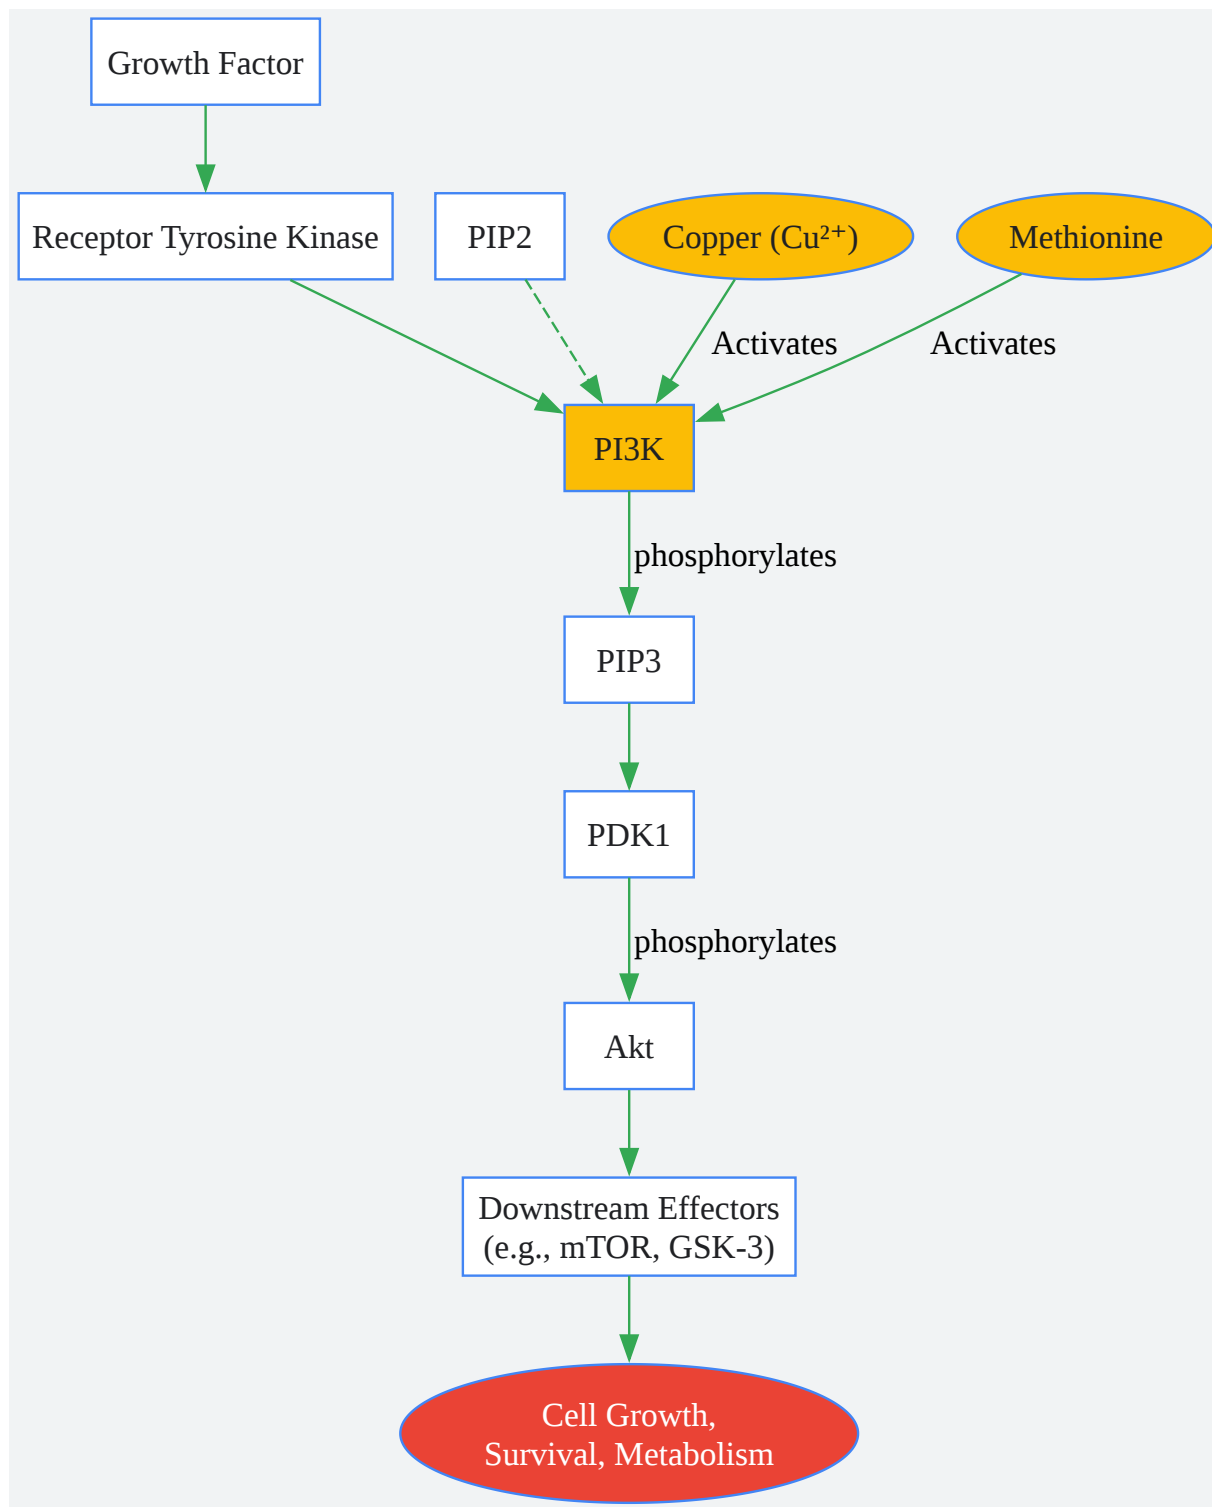 Growth Factor
Receptor Tyrosine Kinase
PIP2
Copper (Cu²⁺)
Methionine
Activates
Activates
PI3K
phosphorylates
PIP3
PDK1
phosphorylates
Akt
Downstream Effectors
(e.g., mTOR, GSK-3)
Cell Growth,
Survival, Metabolism